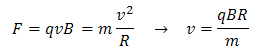 F = qvB = m v²/R → v = qBR/m